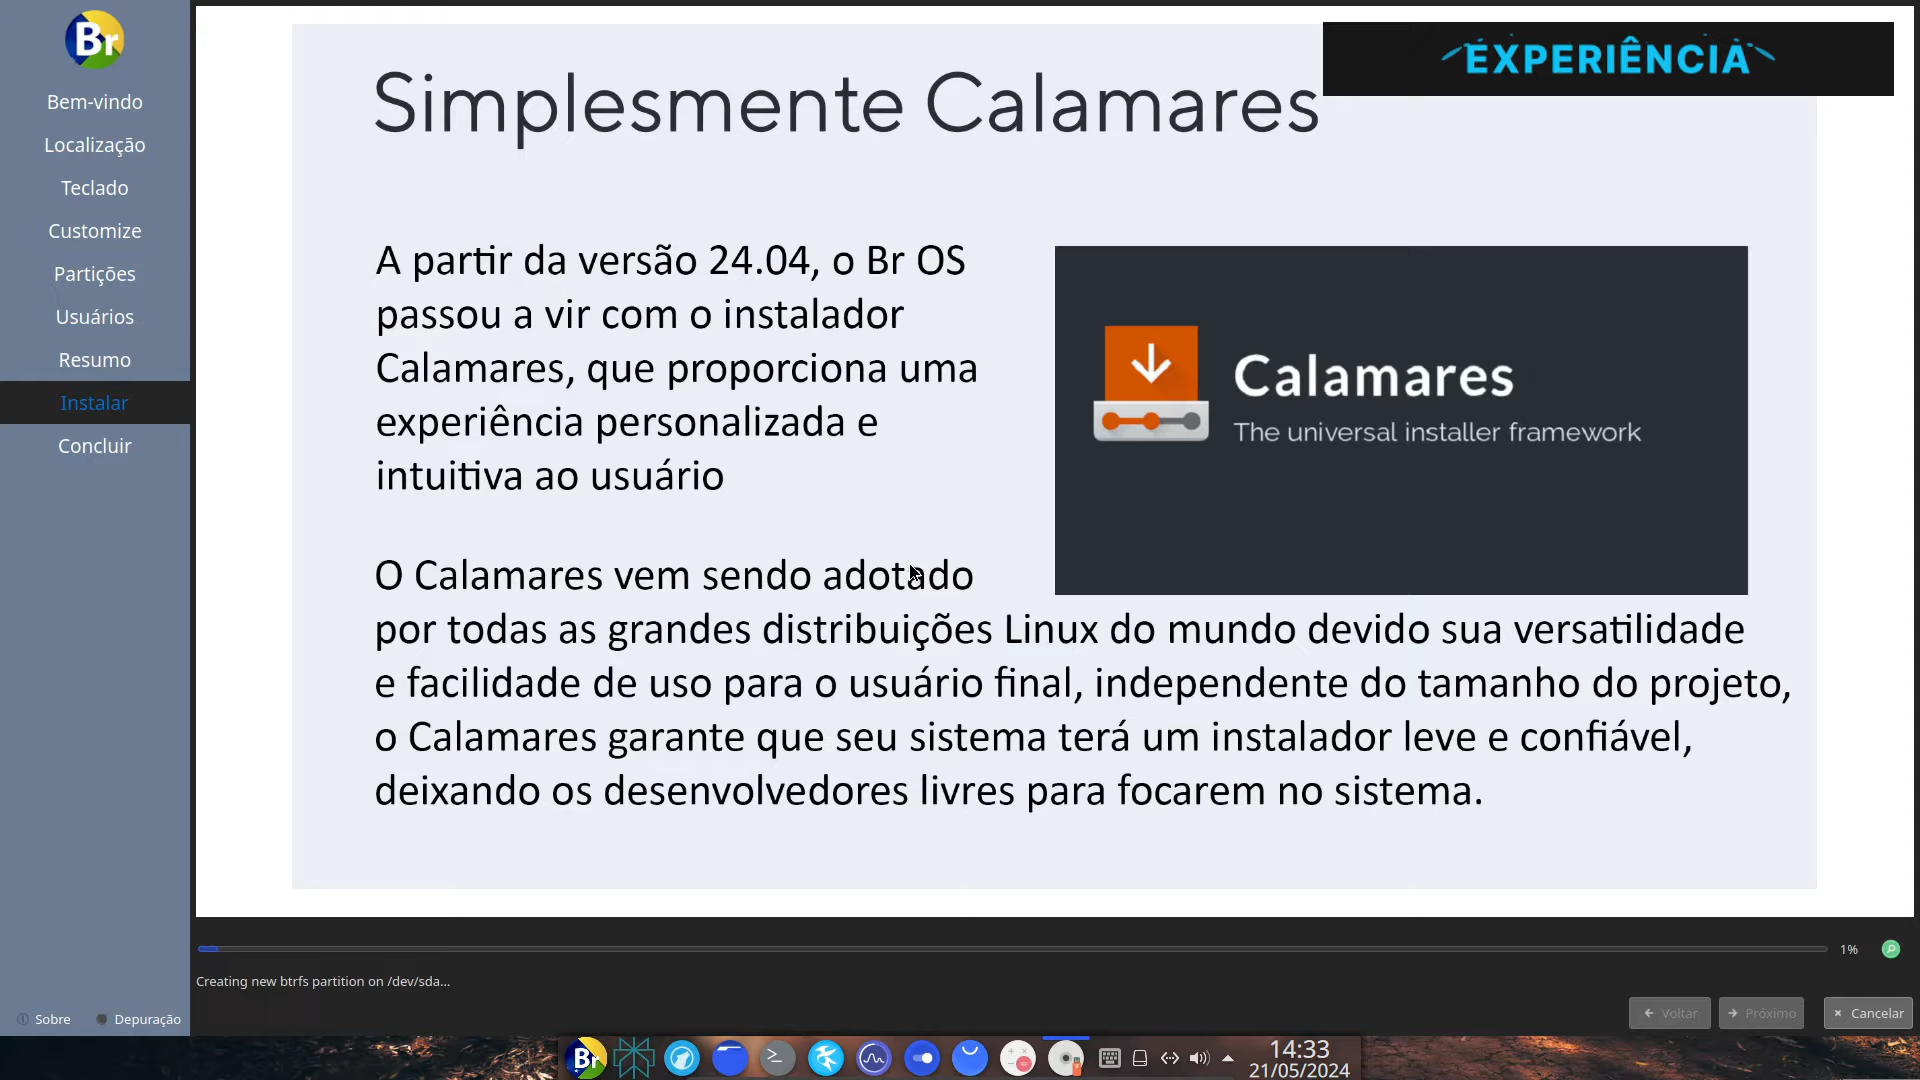 Br
Bem-vindo
Localização
Teclado
Customize
Partições
Usuários
Resumo
Instalar
Concluir
Sobre
Depuração
EXPERIÊNCIA
Simplesmente Calamares
A partir da versão 24.04, o Br OS
passou a vir com o instalador
Calamares, que proporciona uma
experiência personalizada e
intuitiva ao usuário
Calamares
The universal installer framework
O Calamares vem sendo adotado
por todas as grandes distribuições Linux do mundo devido sua versatilidade
e facilidade de uso para o usuário final, independente do tamanho do projeto,
o Calamares garante que seu sistema terá um instalador leve e confiável,
deixando os desenvolvedores livres para focarem no sistema.
1%
Creating new btrfs partition on /dev/sda...
Voltar
Próximo
Cancelar
Br
14:33
21/05/2024